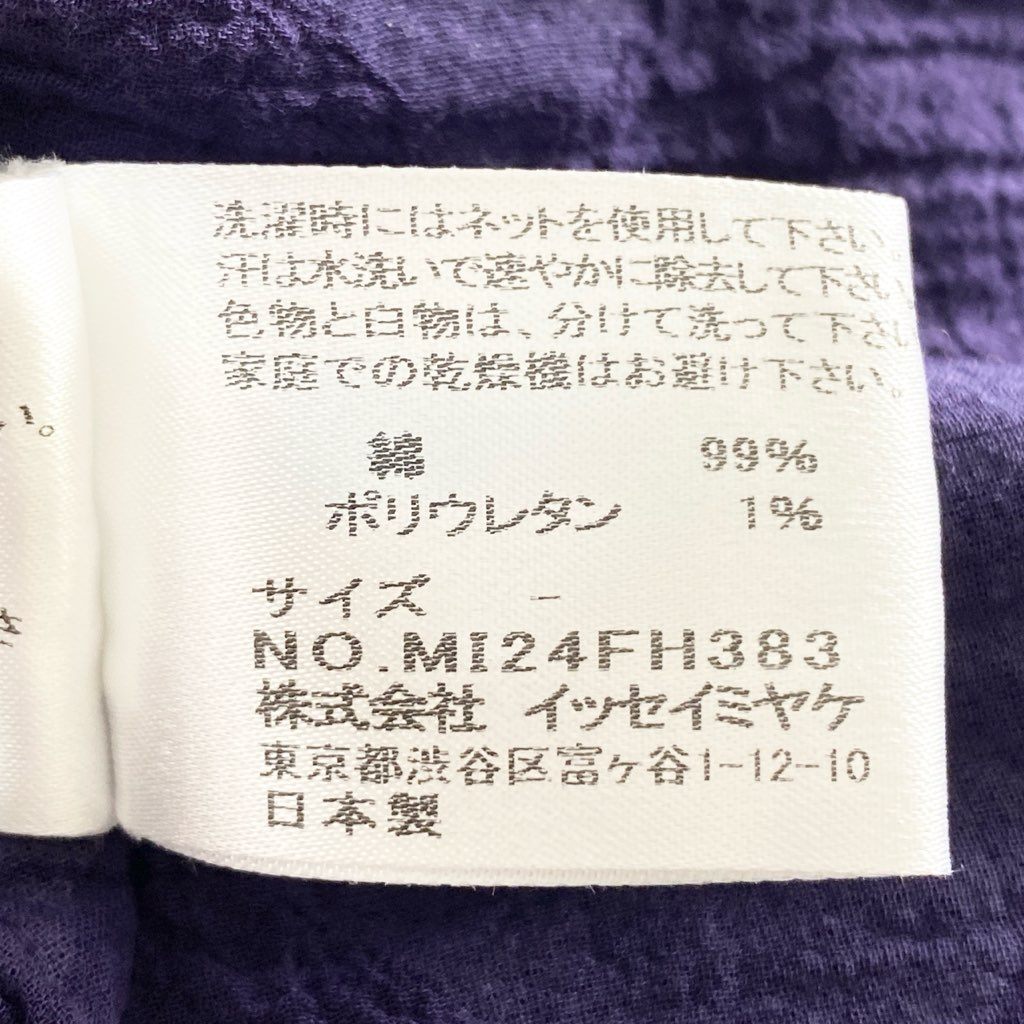 洗濯時にはネットを使用して下さい。
汗は水洗いで速やかに除去して下さい
色物と白物は、分けて洗って下さい
家庭での乾燥機はお避け下さい。
綿 99%
ポリウレタン 1%
サイズ -
NO.MI24FH383
株式会社 イッセイミヤケ
東京都渋谷区富ヶ谷1-12-10
日本製